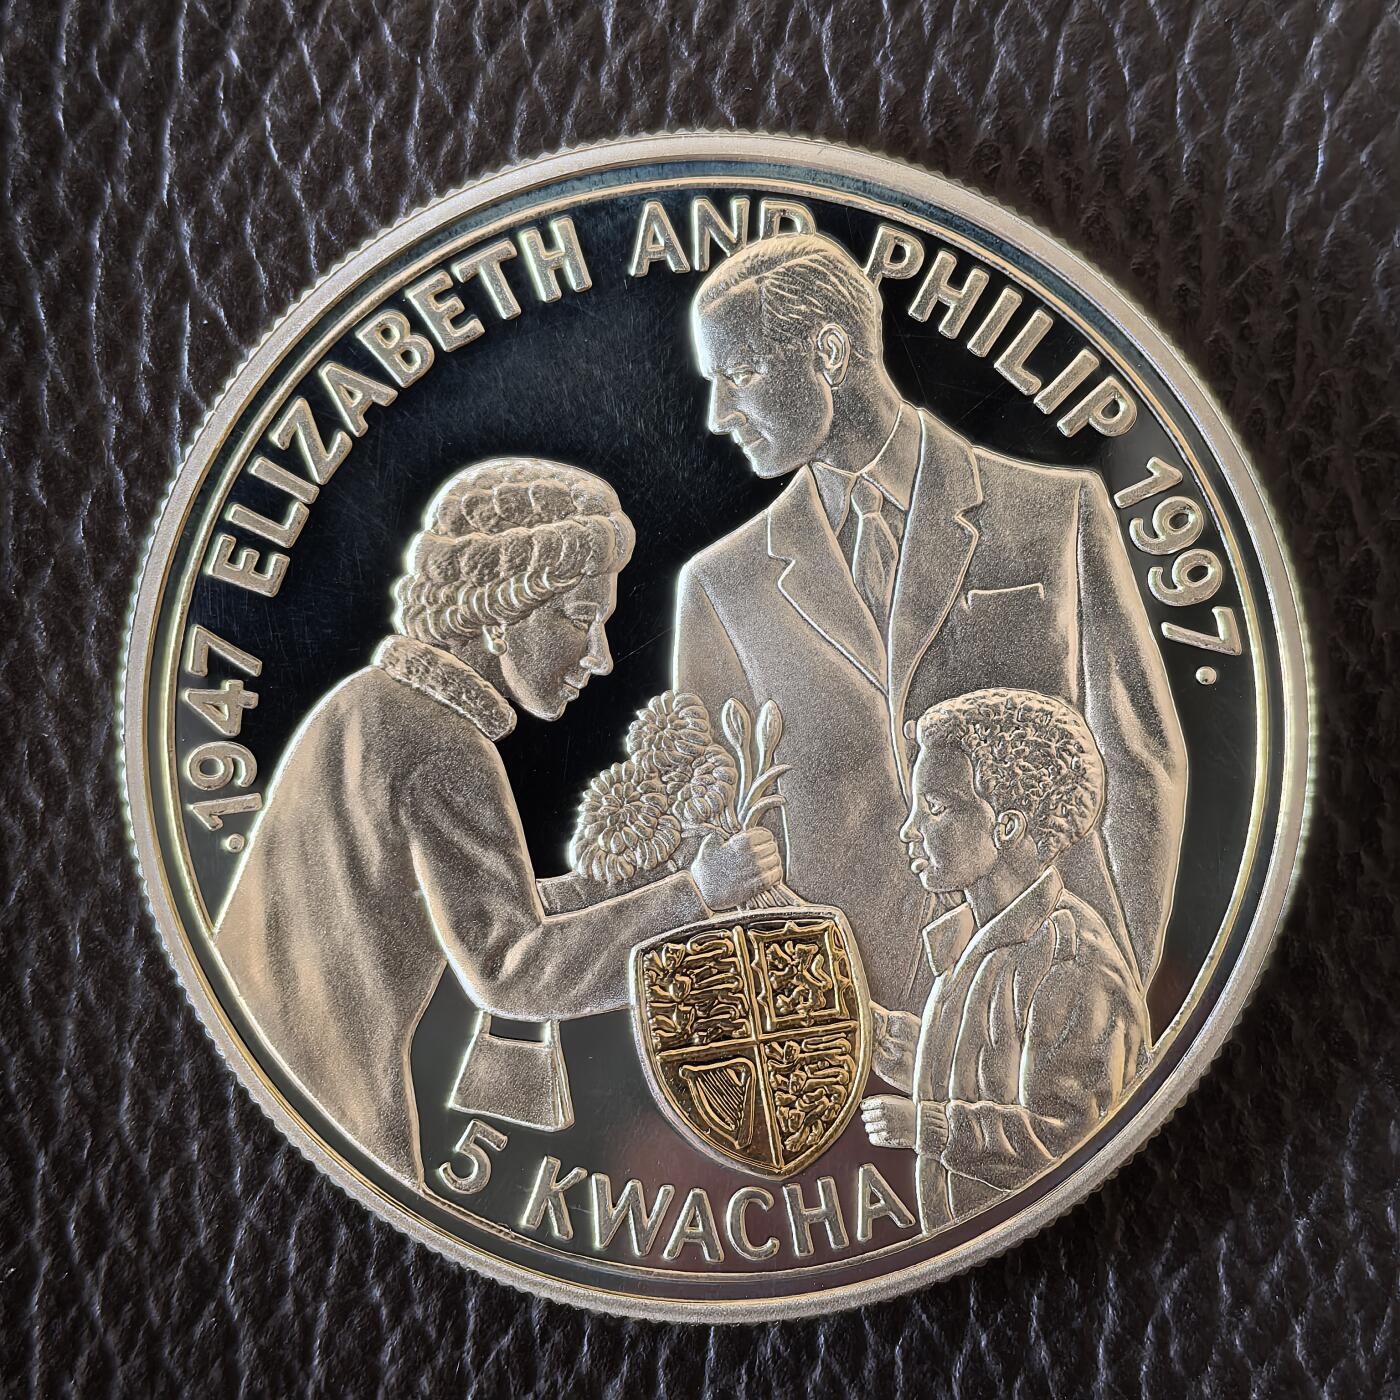 .1947 ELIZABETH AND PHILIP 1997.
5 KWACHA